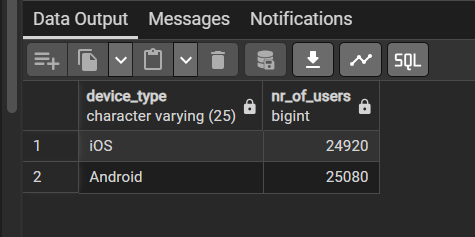 Data Output Messages Notifications
SQL
device_type nr_of_users
character varying (25) bigint
1 iOS 24920
2 Android 25080